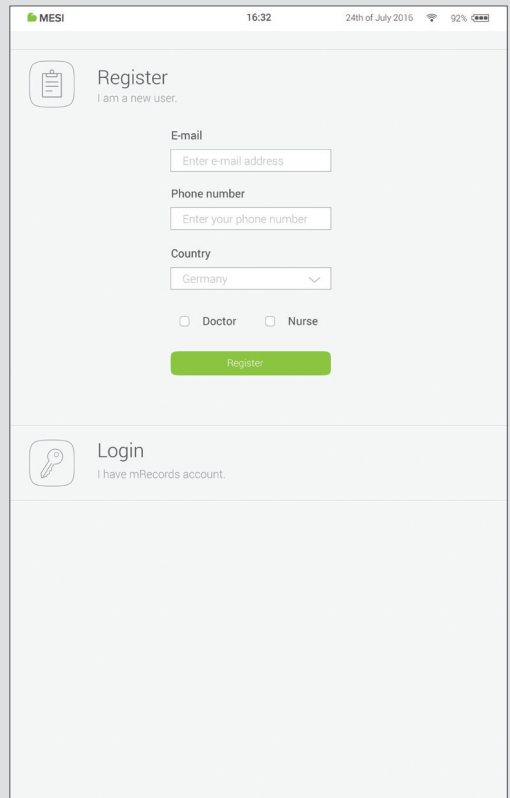 MESI 16:32 24th of July 2016 92%
Register
I am a new user.
E-mail
Enter e-mail address
Phone number
Enter your phone number
Country
Germany
Doctor Nurse
Register
Login
I have mRecords account.